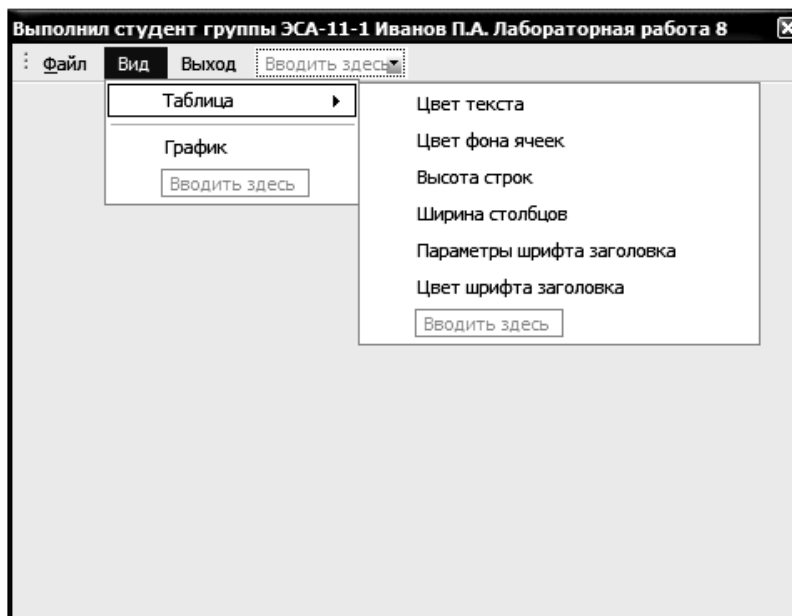 Выполнил студент группы ЭСА-11-1 Иванов П.А. Лабораторная работа 8
Файл Вид Выход Вводить здесь
Таблица
График
Вводить здесь
Цвет текста
Цвет фона ячеек
Высота строк
Ширина столбцов
Параметры шрифта заголовка
Цвет шрифта заголовка
Вводить здесь